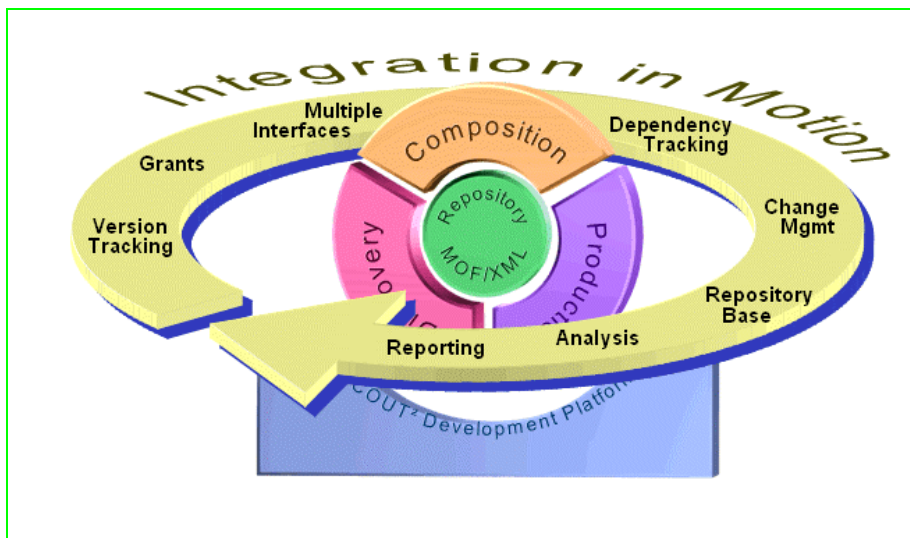 Integration in Motion
Multiple
Interfaces
Composition
Dependency
Tracking
Grants
Repository
MOF/XML
Version
Tracking
Change
Mgmt
Repository
Base
Analysis
Reporting
Development Platfor